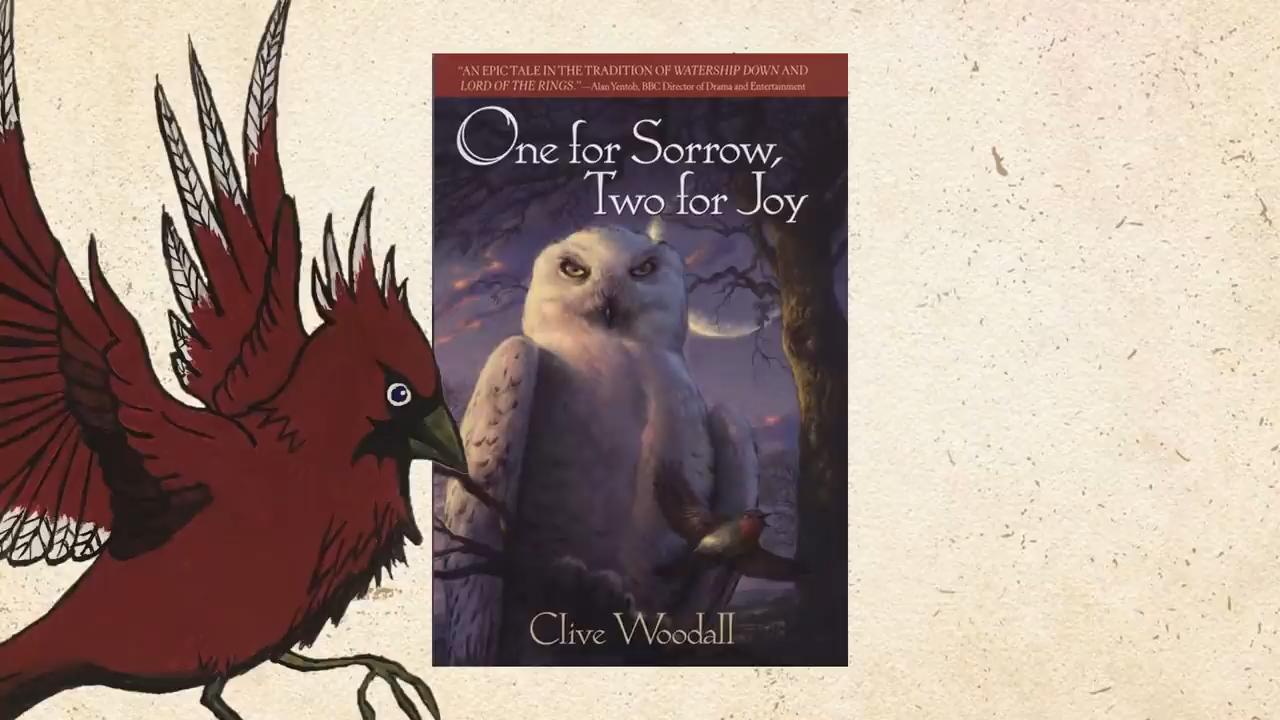 "AN EPIC TALE IN THE TRADITION OF WATERSHIP DOWN AND
LORD OF THE RINGS."—Alan Yentob, BBC Director of Drama and Entertainment
One for Sorrow,
Two for Joy
Clive Woodall